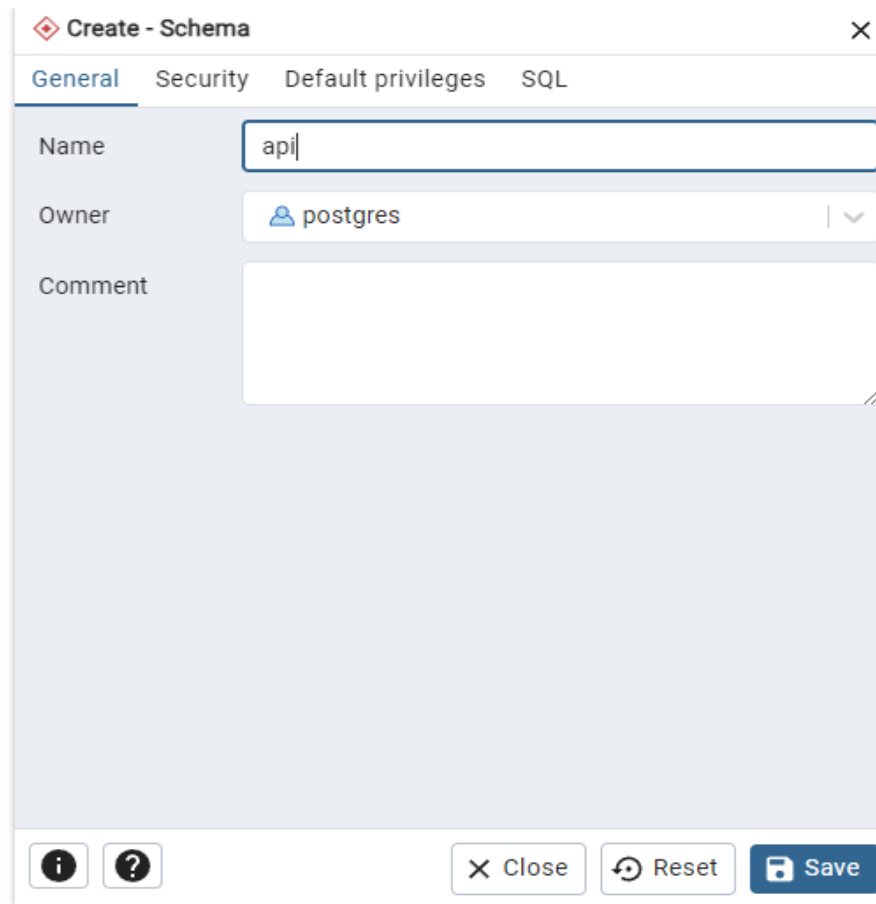 Create - Schema
General Security Default privileges SQL
Name api
Owner postgres
Comment
Close Reset Save